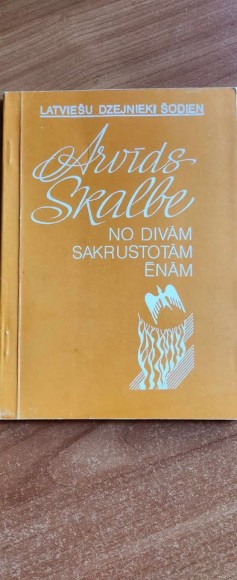 LATVIEŠU DZEJNIEKI ŠODIEN
Arvīds
Skalbe
NO DIVĀM
SAKRUSTOTĀM
ĒNĀM